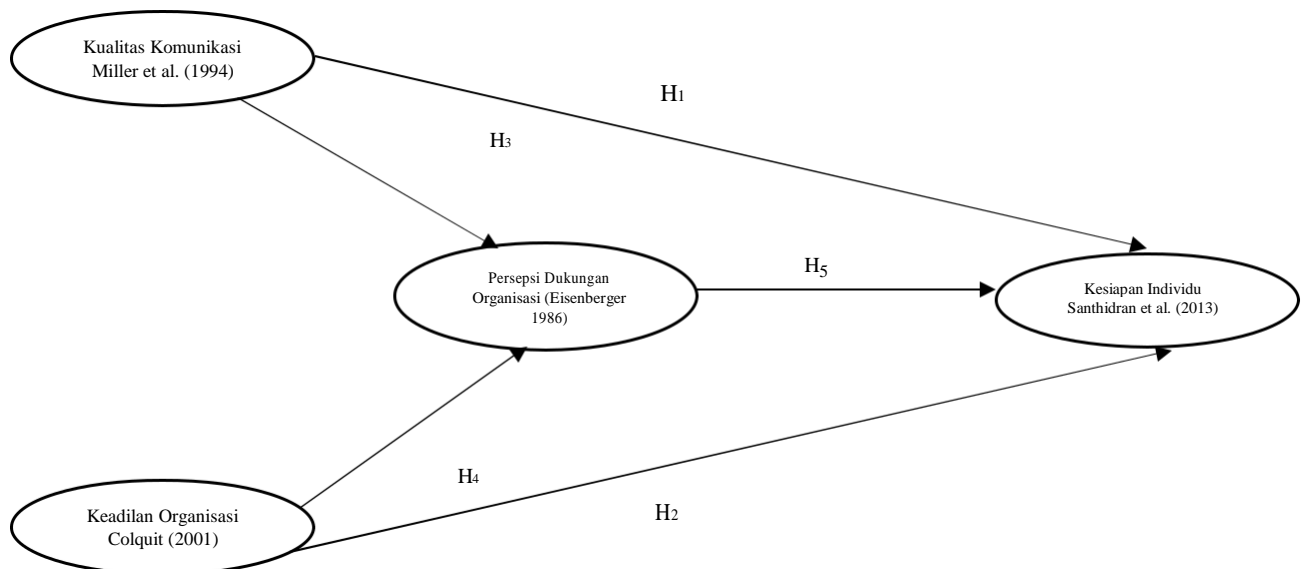 Kualitas Komunikasi
Miller et al. (1994)
H1
H3
Persepsi Dukungan
Organisasi (Eisenberger
1986)
H5
Kesiapan Individu
Santhidran et al. (2013)
H4
H2
Keadilan Organisasi
Colquit (2001)